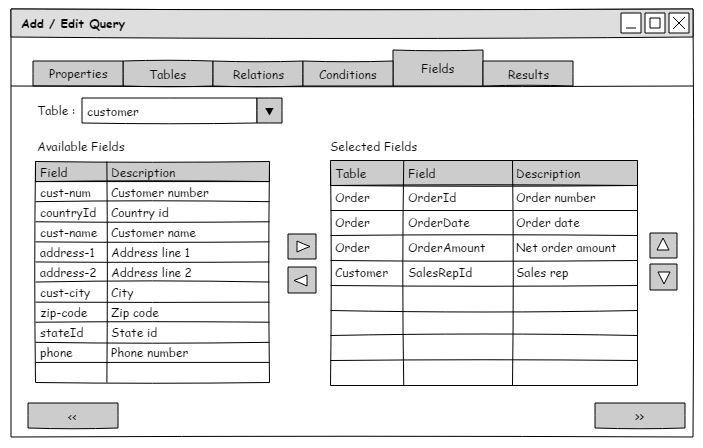 Add / Edit Query
Properties Tables Relations Conditions Fields Results
Table : customer
Available Fields
Field Description
cust-num Customer number
countryId Country id
cust-name Customer name
address-1 Address line 1
address-2 Address line 2
cust-city City
zip-code Zip code
stateId State id
phone Phone number
Selected Fields
Table Field Description
Order OrderId Order number
Order OrderDate Order date
Order OrderAmount Net order amount
Customer SalesRepId Sales rep
<< >>